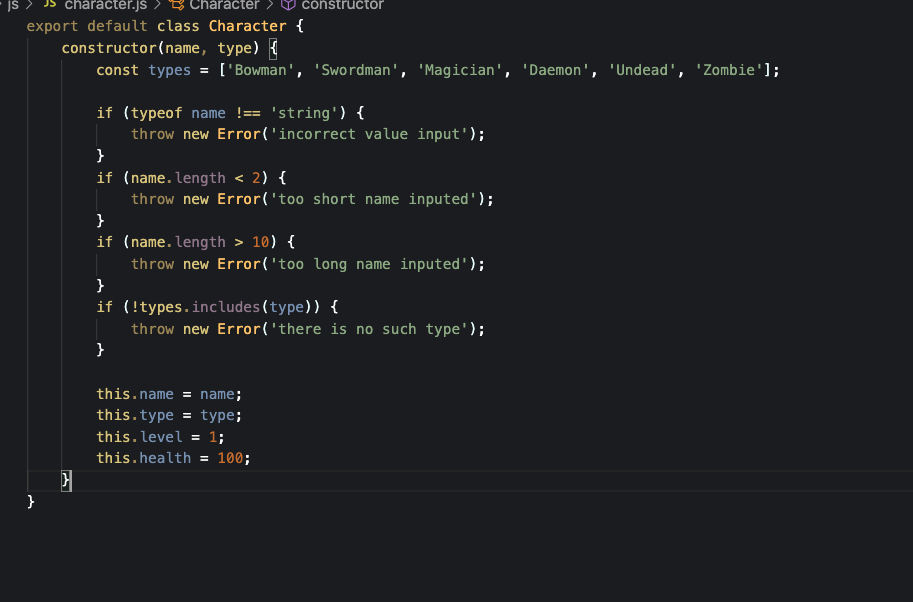 js > JS character.js > Character > constructor
export default class Character {
    constructor(name, type) {
        const types = ['Bowman', 'Swordman', 'Magician', 'Daemon', 'Undead', 'Zombie'];
        if (typeof name !== 'string') {
            throw new Error('incorrect value input');
        }
        if (name.length < 2) {
            throw new Error('too short name inputed');
        }
        if (name.length > 10) {
            throw new Error('too long name inputed');
        }
        if (!types.includes(type)) {
            throw new Error('there is no such type');
        }
        this.name = name;
        this.type = type;
        this.level = 1;
        this.health = 100;
    }
}